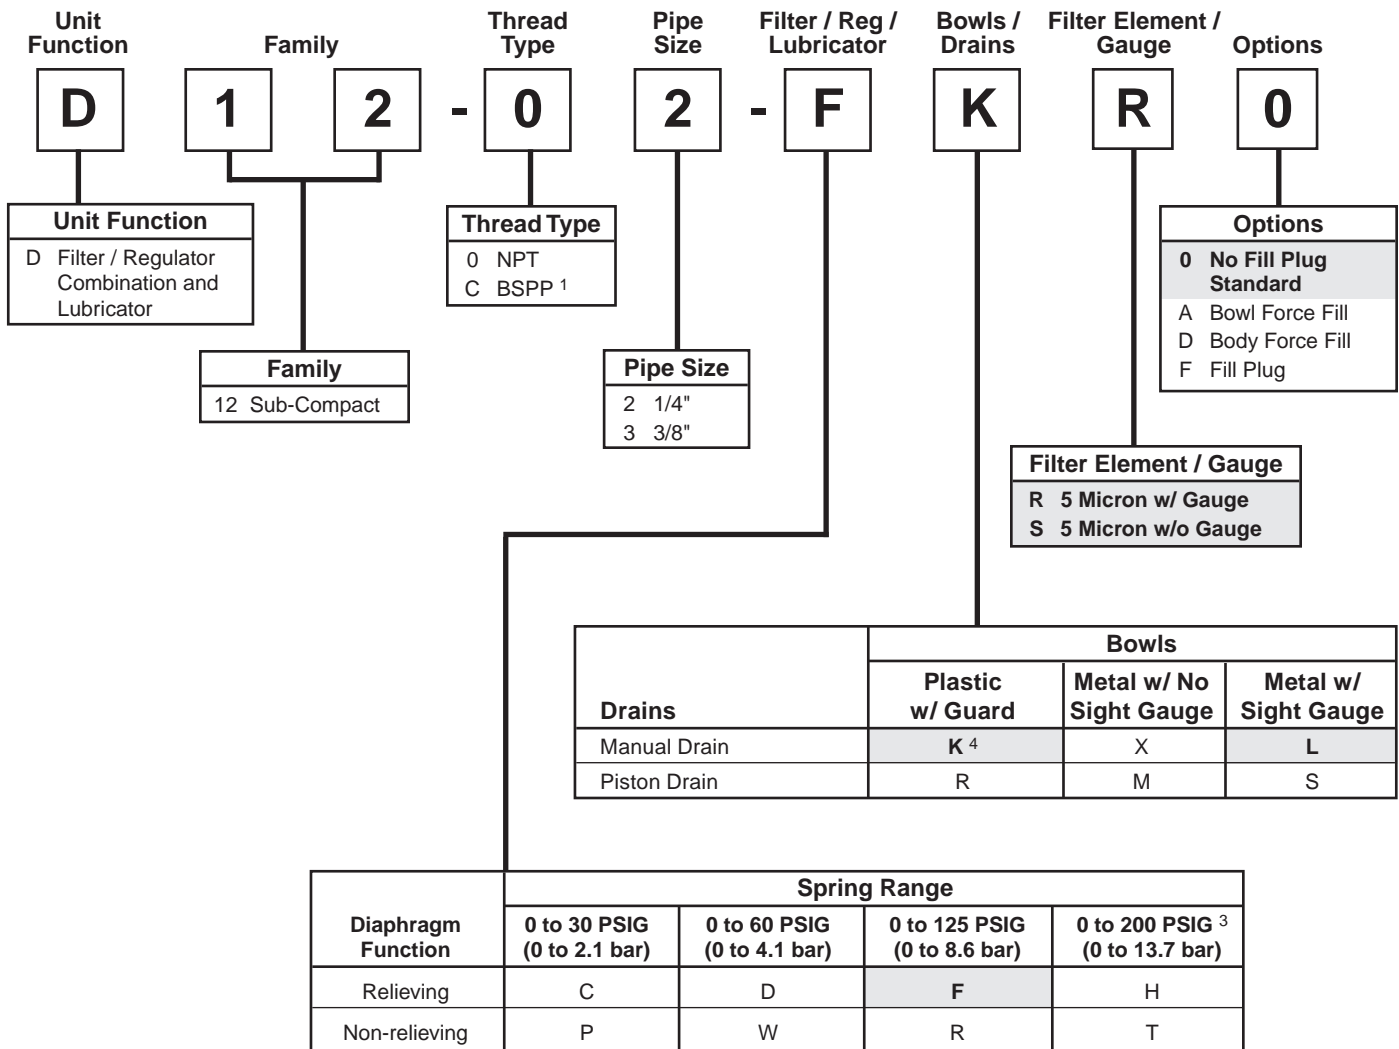 Unit Function
Family
Thread Type
Pipe Size
Filter / Reg / Lubricator
Bowls / Drains
Filter Element / Gauge
Options
D 1 2 - 0 2 - F K R 0
Unit Function
D Filter / Regulator
Combination and
Lubricator
Family
12 Sub-Compact
Thread Type
0 NPT
C BSPP 1
Pipe Size
2 1/4"
3 3/8"
Options
0 No Fill Plug
Standard
A Bowl Force Fill
D Body Force Fill
F Fill Plug
Filter Element / Gauge
R 5 Micron w/ Gauge
S 5 Micron w/o Gauge
Bowls
Drains
Plastic w/ Guard
Metal w/ No Sight Gauge
Metal w/ Sight Gauge
Manual Drain K 4 X L
Piston Drain R M S
Spring Range
Diaphragm Function
0 to 30 PSIG (0 to 2.1 bar)
0 to 60 PSIG (0 to 4.1 bar)
0 to 125 PSIG (0 to 8.6 bar)
0 to 200 PSIG 3 (0 to 13.7 bar)
Relieving C D F H
Non-relieving P W R T